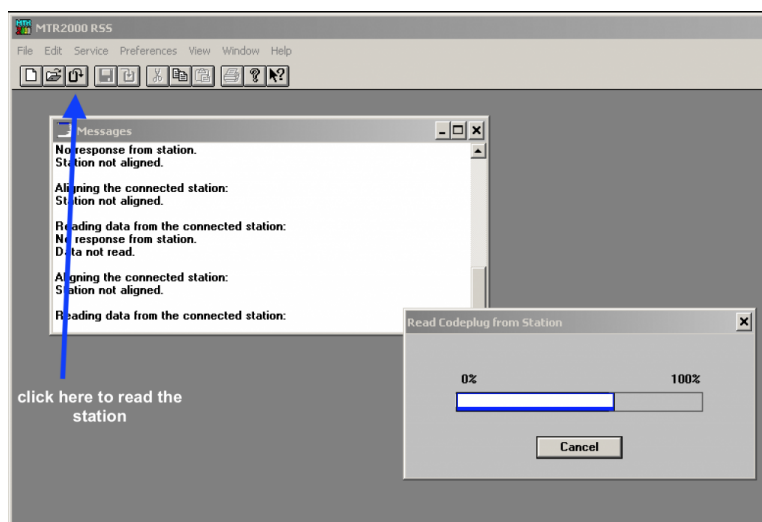 MTR2000 RSS
File Edit Service Preferences View Window Help
Messages
No response from station.
Station not aligned.
Aligning the connected station:
Station not aligned.
Reading data from the connected station:
No response from station.
Data not read.
Aligning the connected station:
Station not aligned.
Reading data from the connected station:
Read Codeplug from Station
0% 100%
Cancel
click here to read the
station